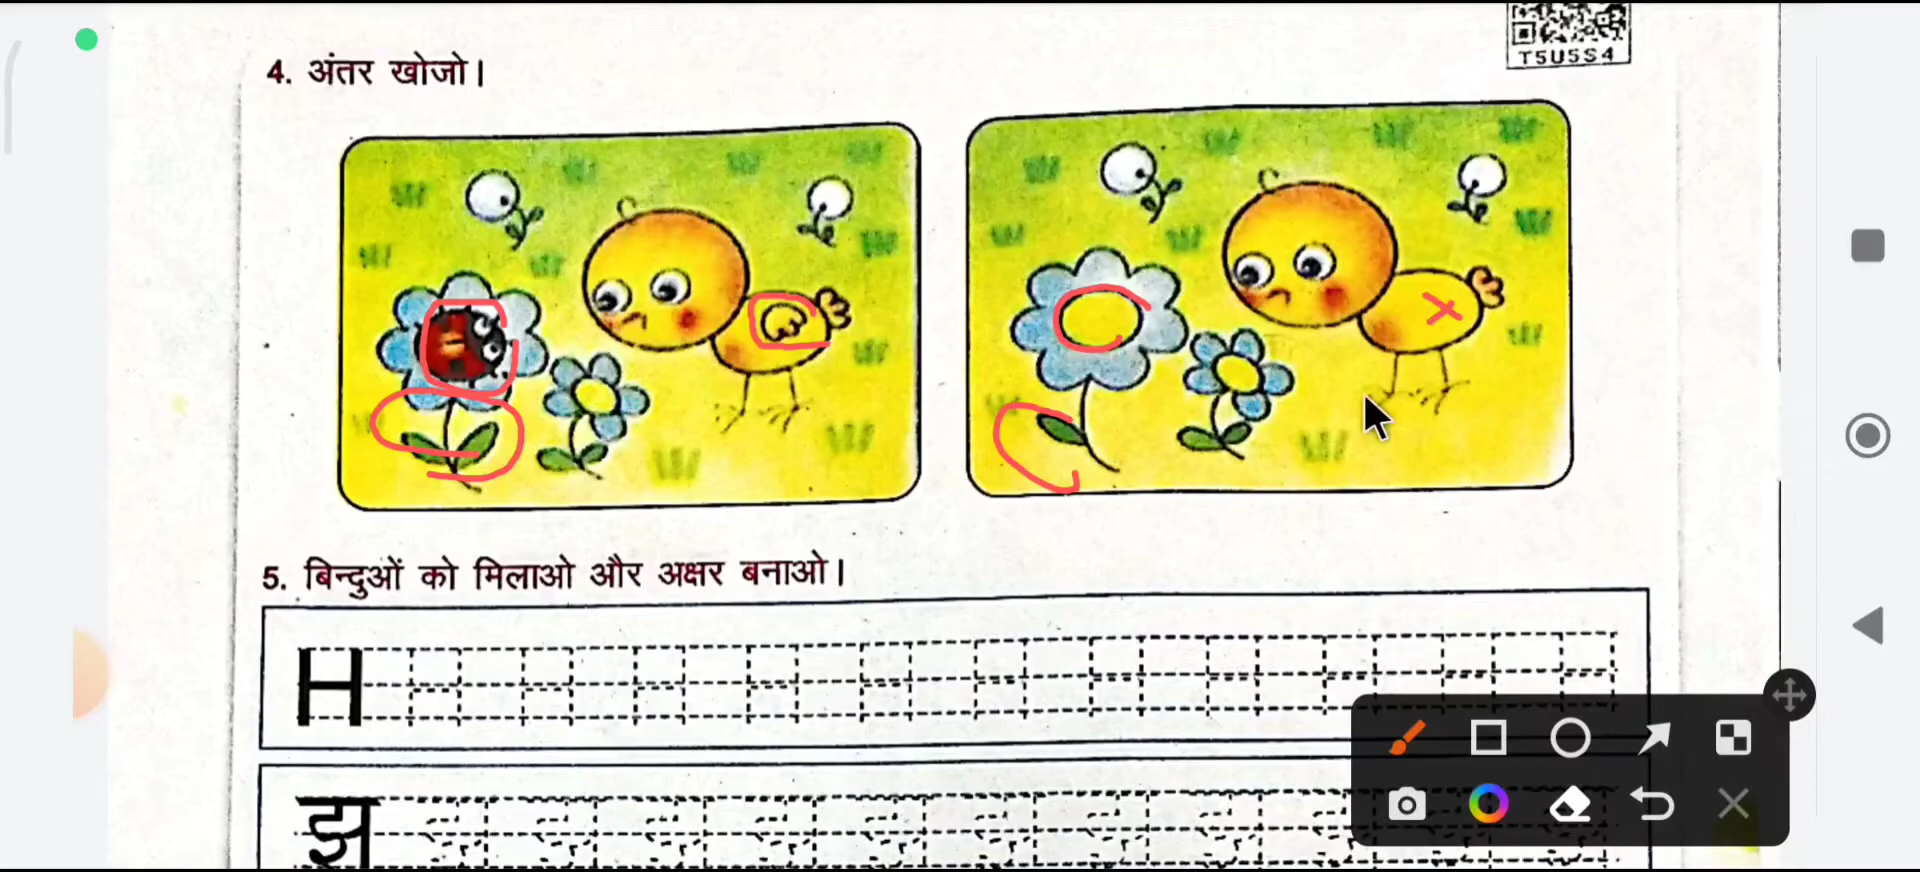 T5U5S4
4. अंतर खोजो।
5. बिन्दुओं को मिलाओ और अक्षर बनाओ।
H
झ